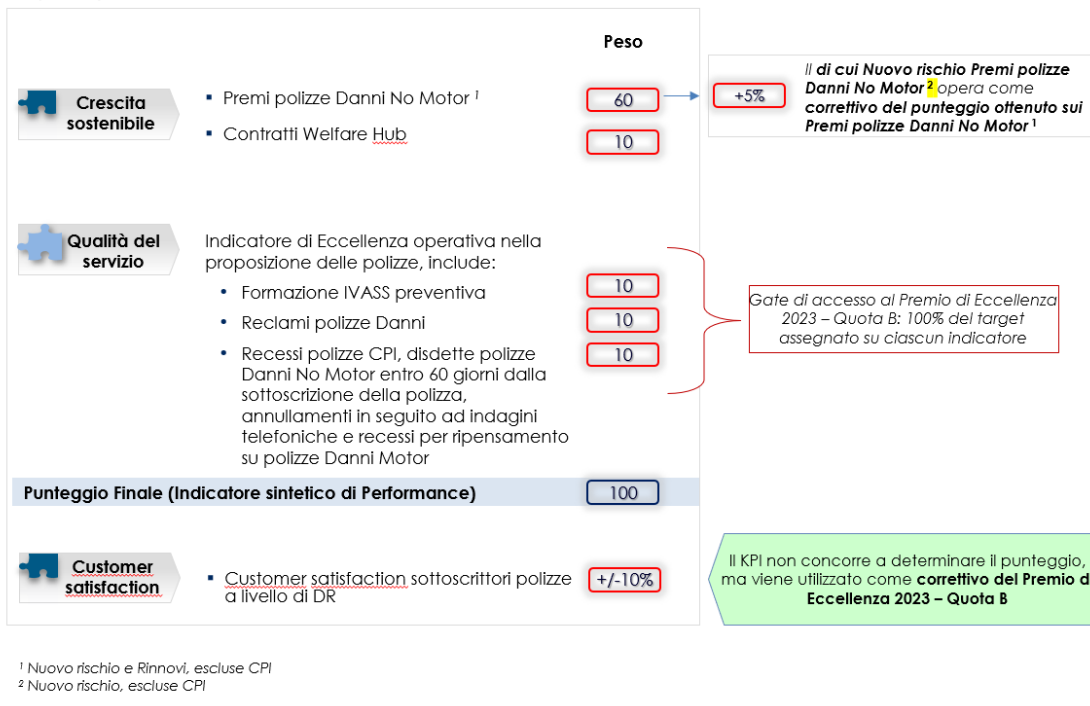 Peso
Crescita
sostenibile
▪ Premi polizze Danni No Motor ¹
60
▪ Contratti Welfare Hub
10
+5%
Il di cui Nuovo rischio Premi polizze
Danni No Motor ² opera come
correttivo del punteggio ottenuto sui
Premi polizze Danni No Motor ¹
Qualità del
servizio
Indicatore di Eccellenza operativa nella
proposizione delle polizze, include:
• Formazione IVASS preventiva
10
• Reclami polizze Danni
10
• Recessi polizze CPI, disdette polizze
10
Danni No Motor entro 60 giorni dalla
sottoscrizione della polizza,
annullamenti in seguito ad indagini
telefoniche e recessi per ripensamento
su polizze Danni Motor
Gate di accesso al Premio di Eccellenza
2023 – Quota B: 100% del target
assegnato su ciascun indicatore
Punteggio Finale (Indicatore sintetico di Performance)
100
Customer
satisfaction
▪ Customer satisfaction sottoscrittori polizze
a livello di DR
+/-10%
Il KPI non concorre a determinare il punteggio,
ma viene utilizzato come correttivo del Premio d
Eccellenza 2023 – Quota B
¹ Nuovo rischio e Rinnovi, escluse CPI
² Nuovo rischio, escluse CPI